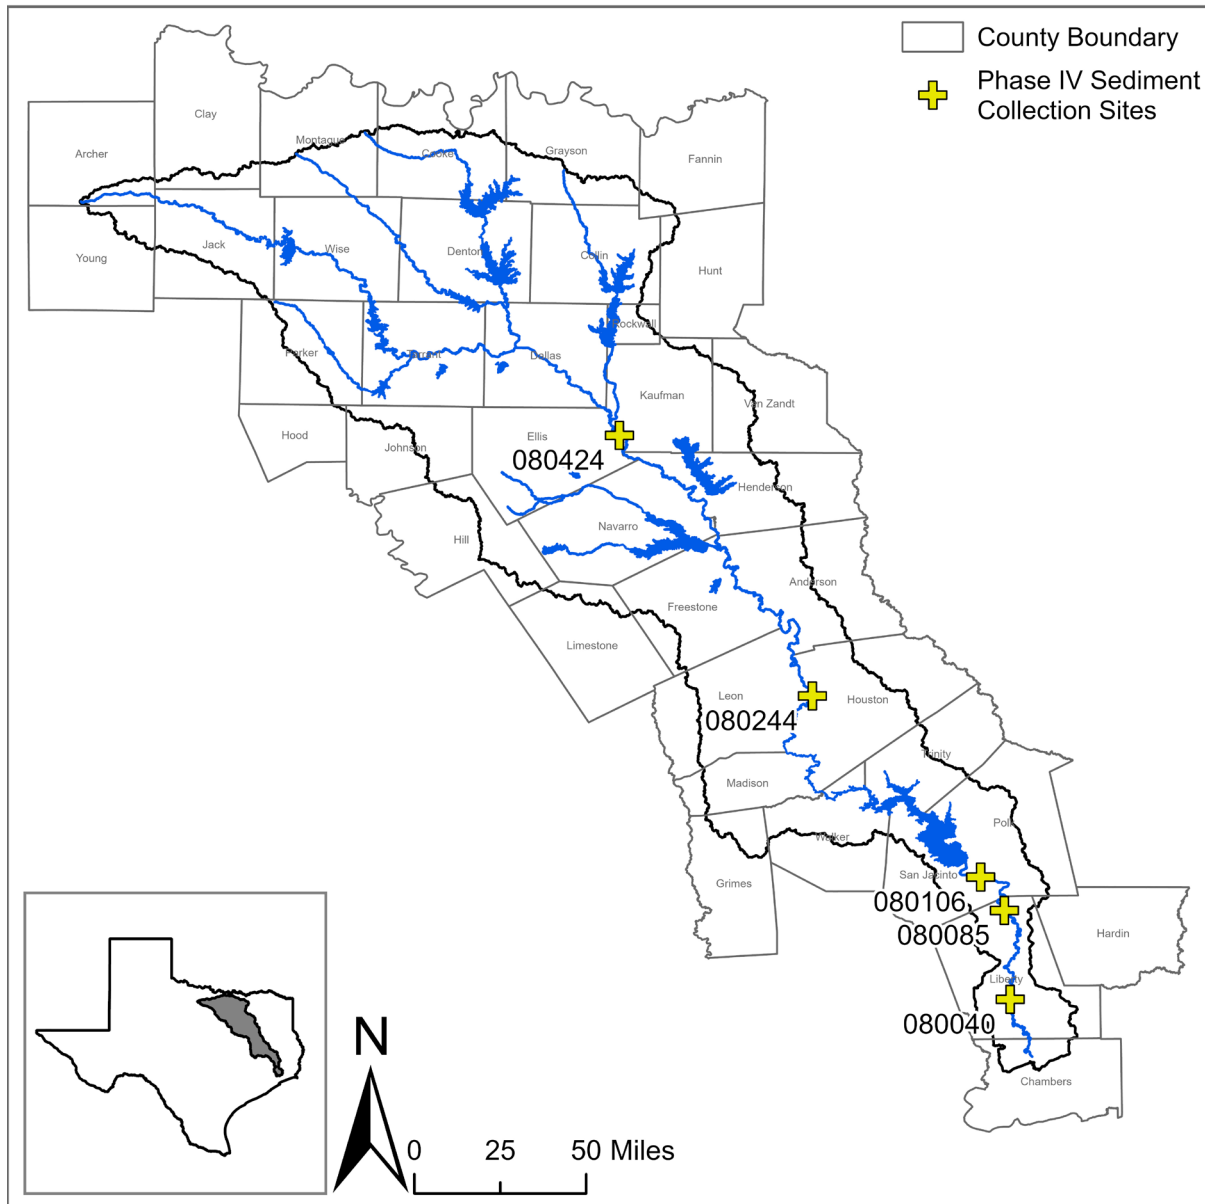 County Boundary
Phase IV Sediment
Collection Sites
Clay
Archer
Montague
Cooke
Grayson
Fannin
Young
Jack
Wise
Denton
Collin
Hunt
Parker
Tarrant
Dallas
Rockwall
Kaufman
Van Zandt
Hood
Johnson
Ellis
080424
Henderson
Hill
Navarro
Anderson
Freestone
Limestone
Leon
Houston
080244
Trinity
Madison
Polk
Walker
Grimes
San Jacinto
080106
080085
Hardin
Liberty
080040
Chambers
N
0 25 50 Miles